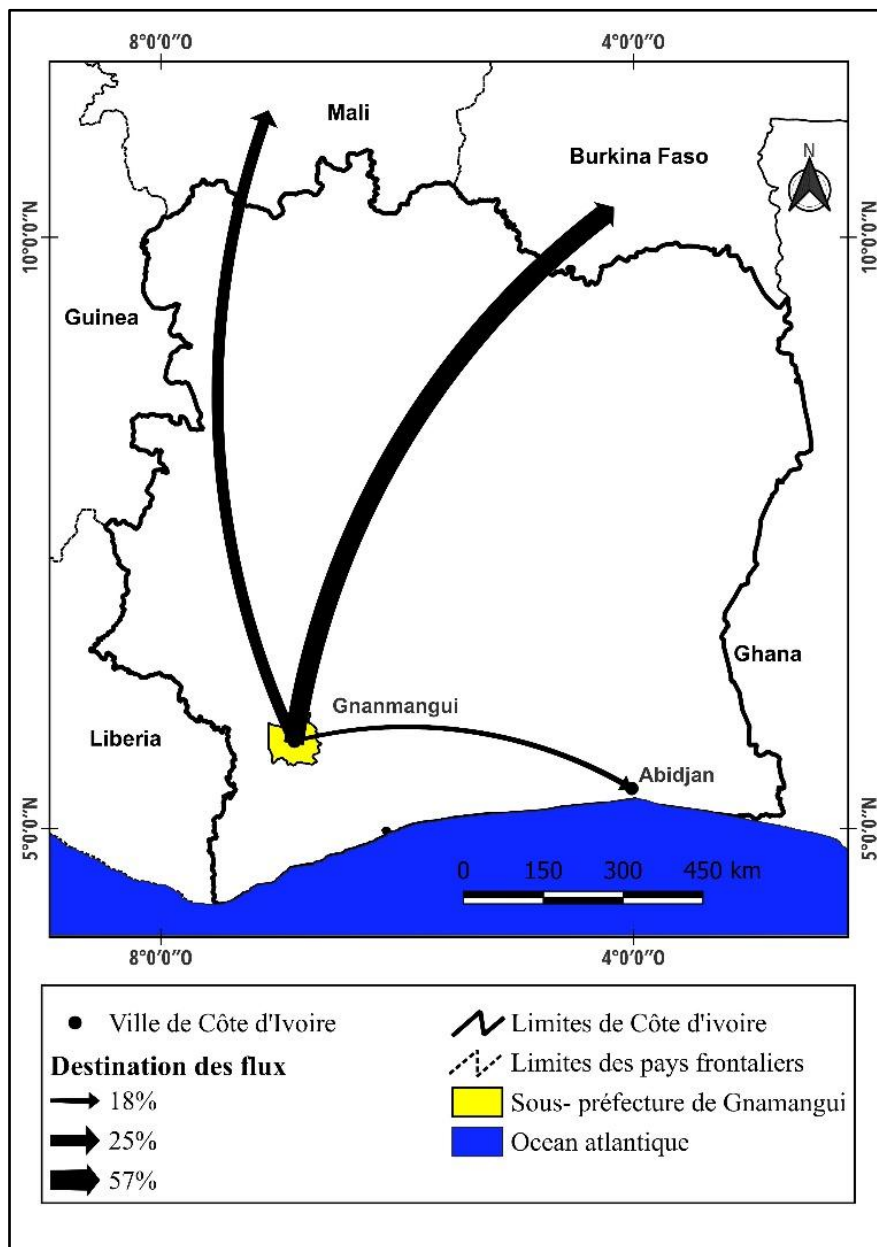 8°0'0"O 4°0'0"O
Mali
Burkina Faso
N
10°0'0"N 10°0'0"N
Guinea
Ghana
Gnanmangui
Liberia
Abidjan
5°0'0"N 5°0'0"N
0 150 300 450 km
8°0'0"O 4°0'0"O
Ville de Côte d'Ivoire
Destination des flux
18%
25%
57%
Limites de Côte d'ivoire
Limites des pays frontaliers
Sous- préfecture de Gnamangui
Ocean atlantique